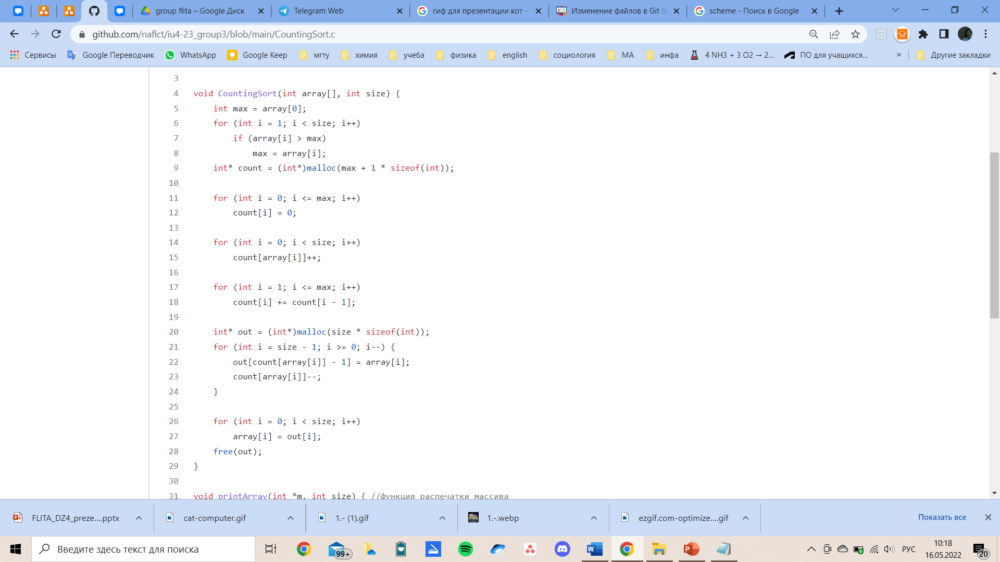 group flita – Google Диск
Telegram Web
гиф для презентации кот –
Изменение файлов в Git (к
scheme - Поиск в Google
github.com/naflct/iu4-23_group3/blob/main/CountingSort.c
Сервисы Google Переводчик WhatsApp Google Keep мгту химия учеба физика english социология МА инфа 4 NH3 + 3 O2 → 2... ПО для учащихся... » Другие закладки
3
4 void CountingSort(int array[], int size) {
5 int max = array[0];
6 for (int i = 1; i < size; i++)
7 if (array[i] > max)
8 max = array[i];
9 int* count = (int*)malloc(max + 1 * sizeof(int));
10
11 for (int i = 0; i <= max; i++)
12 count[i] = 0;
13
14 for (int i = 0; i < size; i++)
15 count[array[i]]++;
16
17 for (int i = 1; i <= max; i++)
18 count[i] += count[i - 1];
19
20 int* out = (int*)malloc(size * sizeof(int));
21 for (int i = size - 1; i >= 0; i--) {
22 out[count[array[i]] - 1] = array[i];
23 count[array[i]]--;
24 }
25
26 for (int i = 0; i < size; i++)
27 array[i] = out[i];
28 free(out);
29 }
30
31 void printArray(int *m, int size) { //функция распечатки массива
FLITA_DZ4_preze....pptx
cat-computer.gif
1.- (1).gif
1.-.webp
ezgif.com-optimize....gif
Показать все
Введите здесь текст для поиска
99+
РУС
10:18
16.05.2022
20